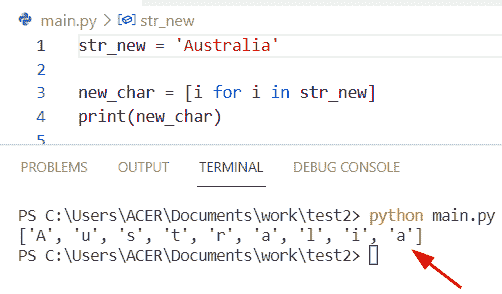 main.py > str_new
1 str_new = 'Australia'
2
3 new_char = [i for i in str_new]
4 print(new_char)
5
PROBLEMS OUTPUT TERMINAL DEBUG CONSOLE
PS C:\Users\ACER\Documents\work\test2> python main.py
['A', 'u', 's', 't', 'r', 'a', 'l', 'i', 'a']
PS C:\Users\ACER\Documents\work\test2>